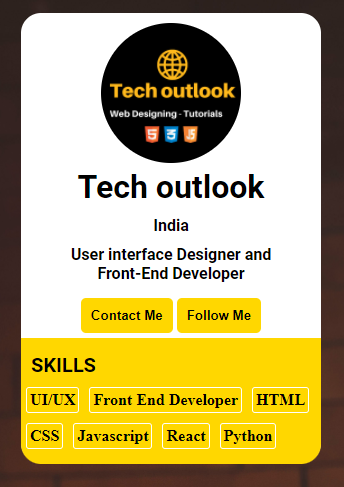 Tech outlook
Web Designing - Tutorials
5 3 JS
Tech outlook
India
User interface Designer and
Front-End Developer
Contact Me Follow Me
SKILLS
UI/UX Front End Developer HTML
CSS Javascript React Python